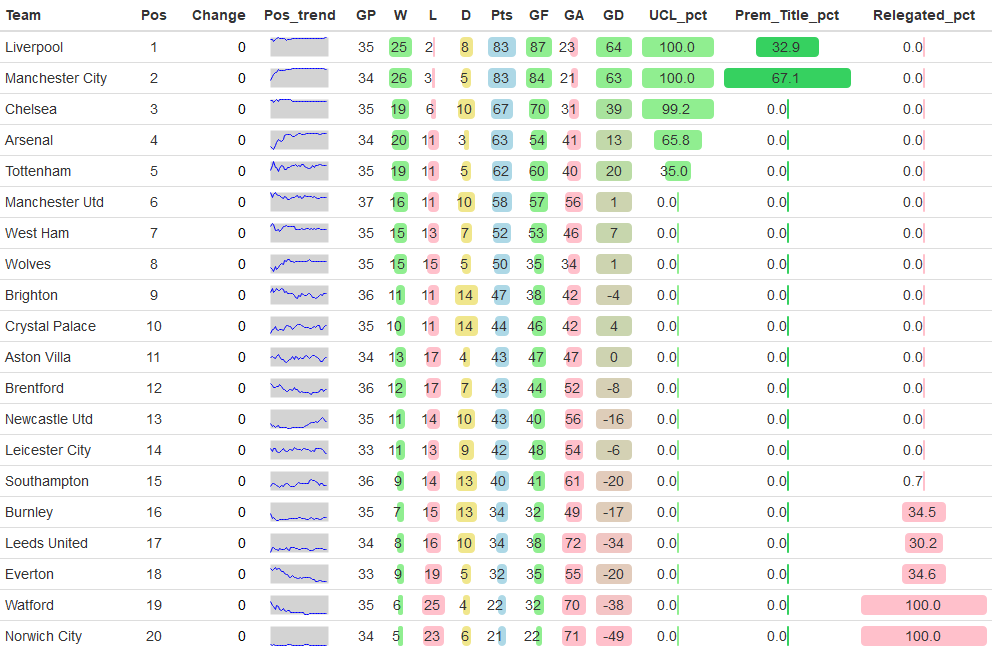 Team Pos Change Pos_trend GP W L D Pts GF GA GD UCL_pct Prem_Title_pct Relegated_pct
Liverpool 1 0 35 25 2 8 83 87 23 64 100.0 32.9 0.0
Manchester City 2 0 34 26 3 5 83 84 21 63 100.0 67.1 0.0
Chelsea 3 0 35 19 6 10 67 70 31 39 99.2 0.0 0.0
Arsenal 4 0 34 20 11 3 63 54 41 13 65.8 0.0 0.0
Tottenham 5 0 35 19 11 5 62 60 40 20 35.0 0.0 0.0
Manchester Utd 6 0 37 16 11 10 58 57 56 1 0.0 0.0 0.0
West Ham 7 0 35 15 13 7 52 53 46 7 0.0 0.0 0.0
Wolves 8 0 35 15 15 5 50 35 34 1 0.0 0.0 0.0
Brighton 9 0 36 11 11 14 47 38 42 -4 0.0 0.0 0.0
Crystal Palace 10 0 35 10 11 14 44 46 42 4 0.0 0.0 0.0
Aston Villa 11 0 34 13 17 4 43 47 47 0 0.0 0.0 0.0
Brentford 12 0 36 12 17 7 43 44 52 -8 0.0 0.0 0.0
Newcastle Utd 13 0 35 11 14 10 43 40 56 -16 0.0 0.0 0.0
Leicester City 14 0 33 11 13 9 42 48 54 -6 0.0 0.0 0.0
Southampton 15 0 36 9 14 13 40 41 61 -20 0.0 0.0 0.7
Burnley 16 0 35 7 15 13 34 32 49 -17 0.0 0.0 34.5
Leeds United 17 0 34 8 16 10 34 38 72 -34 0.0 0.0 30.2
Everton 18 0 33 9 19 5 32 35 55 -20 0.0 0.0 34.6
Watford 19 0 35 6 25 4 22 32 70 -38 0.0 0.0 100.0
Norwich City 20 0 34 5 23 6 21 22 71 -49 0.0 0.0 100.0